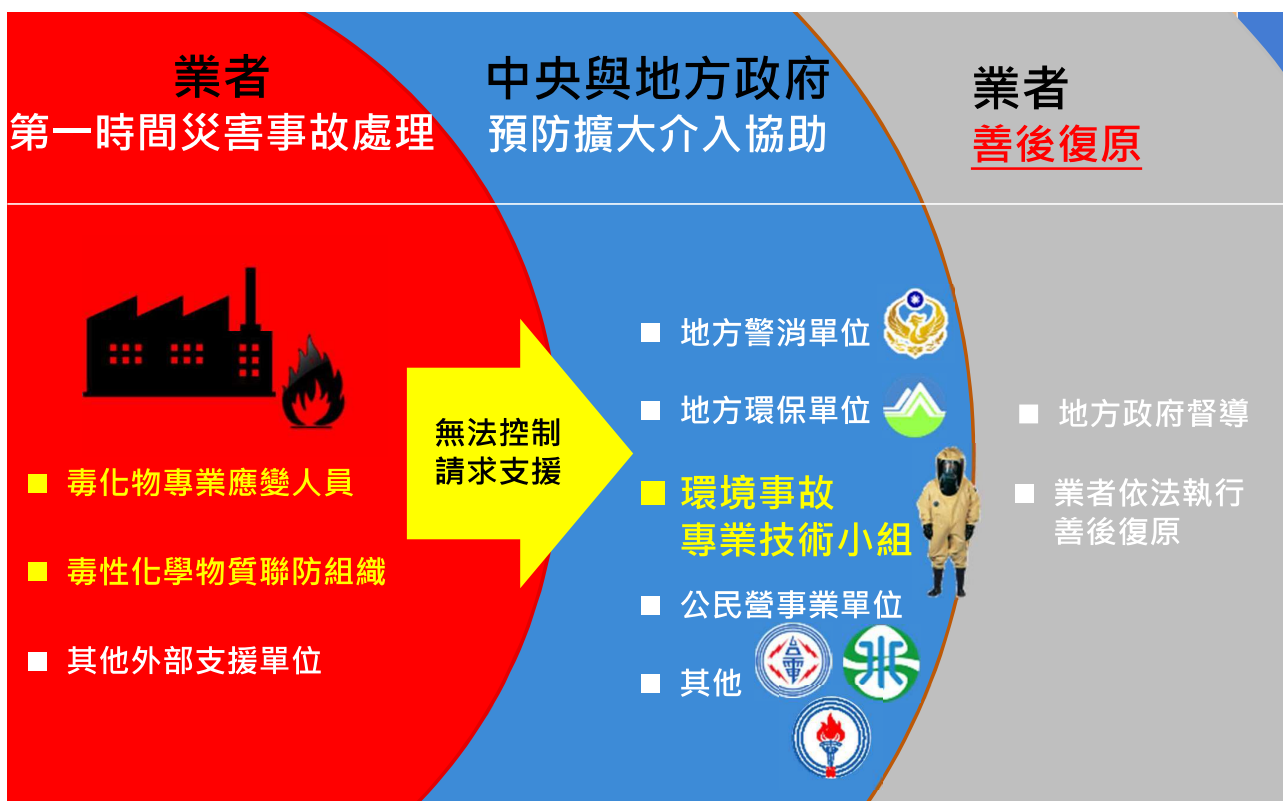 業者
第一時間災害事故處理
中央與地方政府
預防擴大介入協助
業者
善後復原
毒化物專業應變人員
毒性化學物質聯防組織
其他外部支援單位
無法控制
請求支援
地方警消單位
地方環保單位
環境事故
專業技術小組
公民營事業單位
其他
地方政府督導
業者依法執行
善後復原